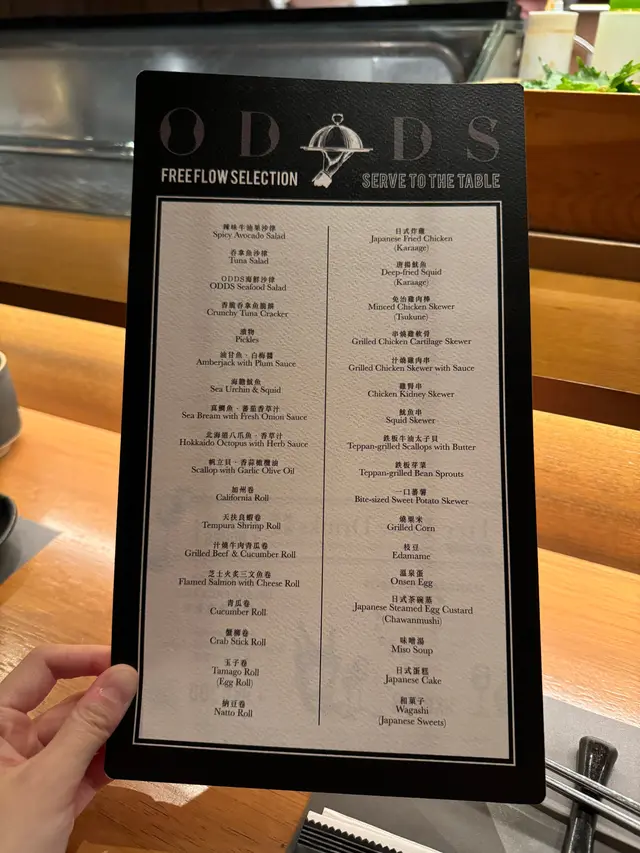 ODDS
FREEFLOW SELECTION
SERVE TO THE TABLE
辣味牛油果沙律
Spicy Avocado Salad
吞拿魚沙律
Tuna Salad
ODDS海鮮沙律
ODDS Seafood Salad
香脆吞拿魚脆餅
Crunchy Tuna Cracker
漬物
Pickles
油甘魚·白梅醬
Amberjack with Plum Sauce
海膽魷魚
Sea Urchin & Squid
真鯛魚·蕃茄香草汁
Sea Bream with Fresh Onion Sauce
北海道八爪魚·香草汁
Hokkaido Octopus with Herb Sauce
帆立貝·香蒜橄欖油
Scallop with Garlic Olive Oil
加州卷
California Roll
天扶良蝦卷
Tempura Shrimp Roll
汁燒牛肉青瓜卷
Grilled Beef & Cucumber Roll
芝士火炙三文魚卷
Flamed Salmon with Cheese Roll
青瓜卷
Cucumber Roll
蟹柳卷
Crab Stick Roll
玉子卷
Tamago Roll
(Egg Roll)
納豆卷
Natto Roll
日式炸雞
Japanese Fried Chicken
(Karaage)
唐揚魷魚
Deep-fried Squid
(Karaage)
免治雞肉棒
Minced Chicken Skewer
(Tsukune)
串燒雞軟骨
Grilled Chicken Cartilage Skewer
汁燒雞肉串
Grilled Chicken Skewer with Sauce
雞腎串
Chicken Kidney Skewer
魷魚串
Squid Skewer
鉄板牛油太子貝
Teppan-grilled Scallops with Butter
鉄板芽菜
Teppan-grilled Bean Sprouts
一口蕃薯
Bite-sized Sweet Potato Skewer
燒粟米
Grilled Corn
枝豆
Edamame
溫泉蛋
Onsen Egg
日式茶碗蒸
Japanese Steamed Egg Custard
(Chawanmushi)
味噌湯
Miso Soup
日式蛋糕
Japanese Cake
和菓子
Wagashi
(Japanese Sweets)